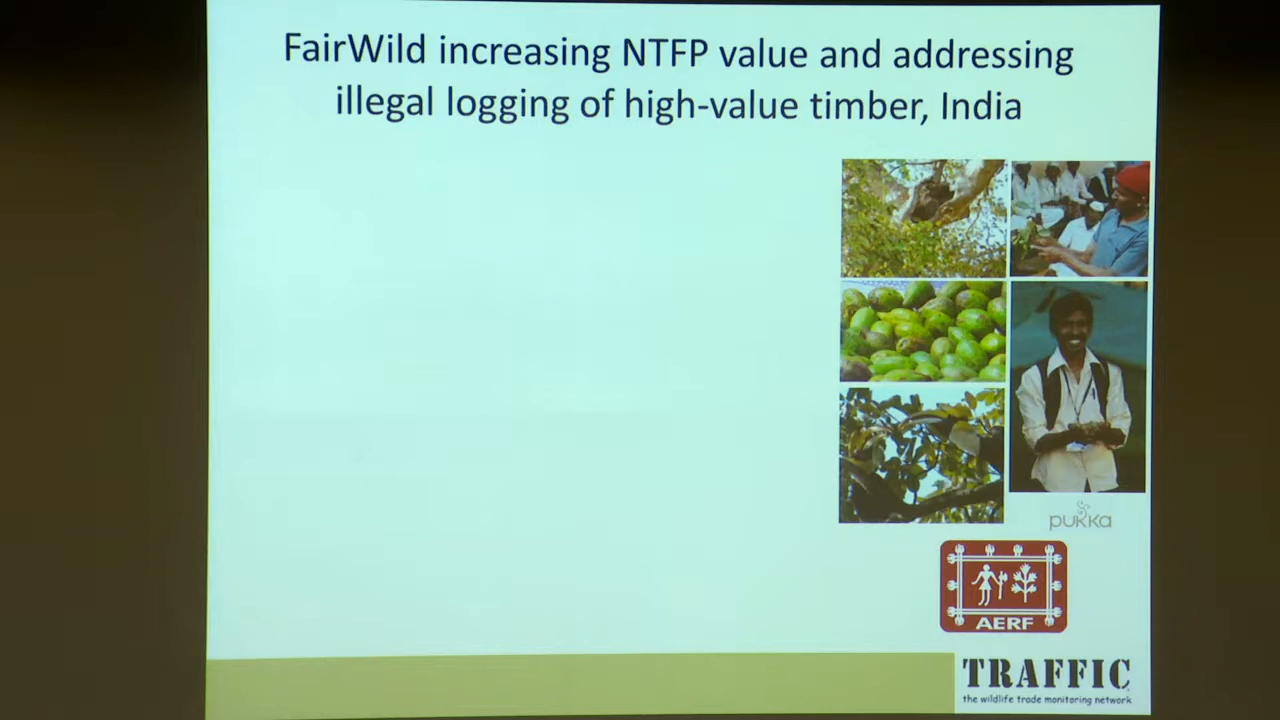 FairWild increasing NTFP value and addressing
illegal logging of high-value timber, India
pukka
AERF
TRAFFIC
the wildlife trade monitoring network